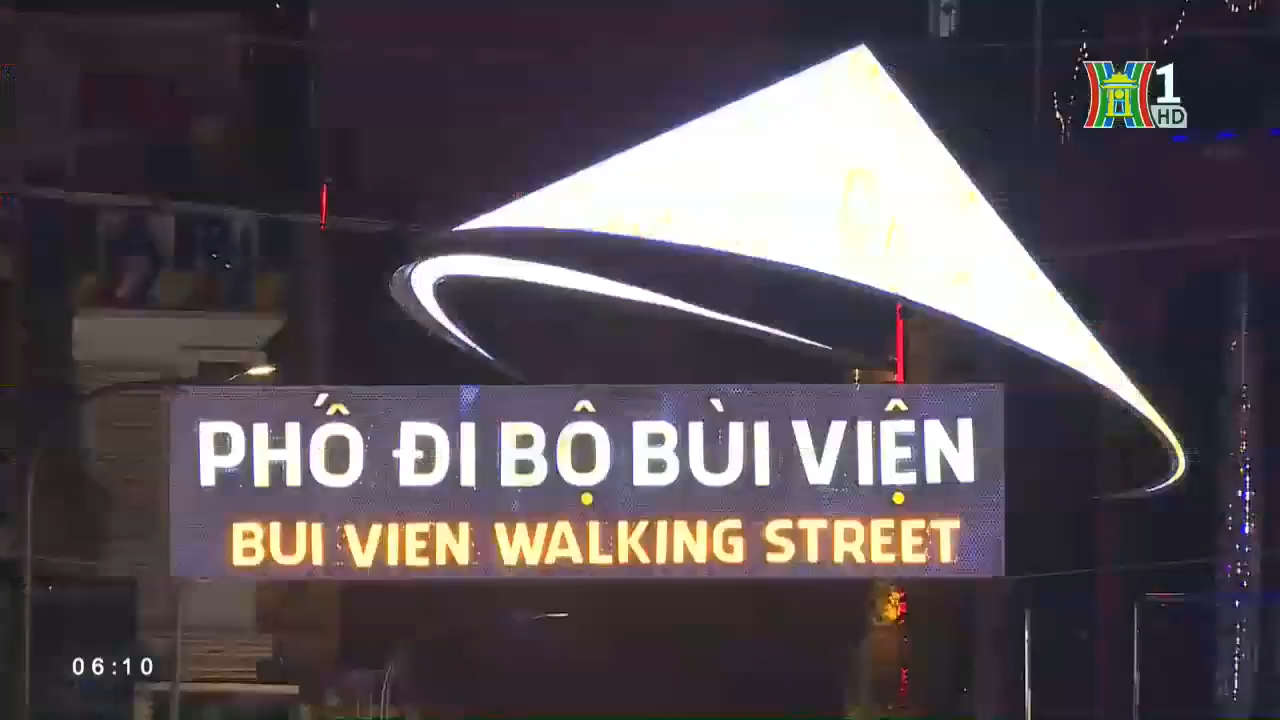 1
HD
PHỐ ĐI BỘ BÙI VIỆN
BUI VIEN WALKING STREET
06:10